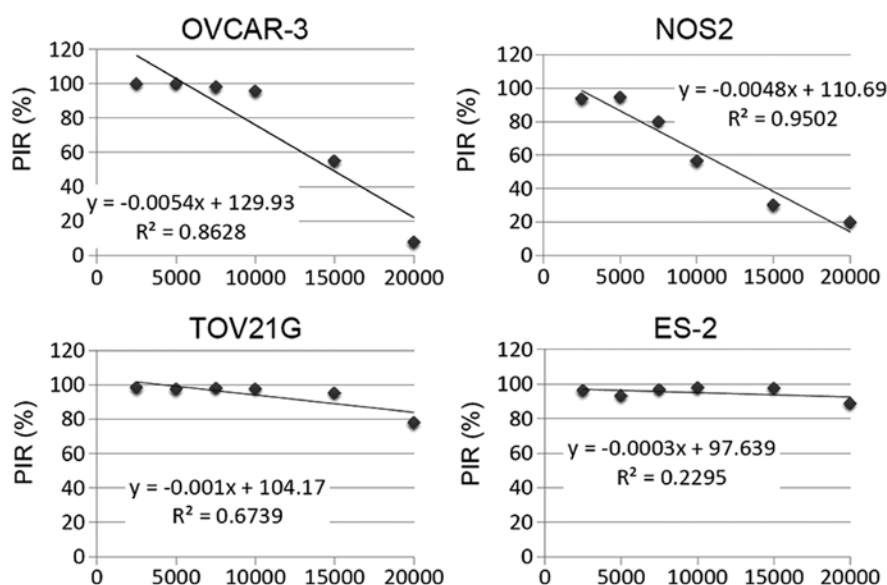 OVCAR-3
PIR (%)
120
100
80
60
40
20
0
y = -0.0054x + 129.93
R² = 0.8628
0 5000 10000 15000 20000
NOS2
PIR (%)
120
100
80
60
40
20
0
y = -0.0048x + 110.69
R² = 0.9502
0 5000 10000 15000 20000
TOV21G
PIR (%)
120
100
80
60
40
20
0
y = -0.001x + 104.17
R² = 0.6739
0 5000 10000 15000 20000
ES-2
PIR (%)
120
100
80
60
40
20
0
y = -0.0003x + 97.639
R² = 0.2295
0 5000 10000 15000 20000